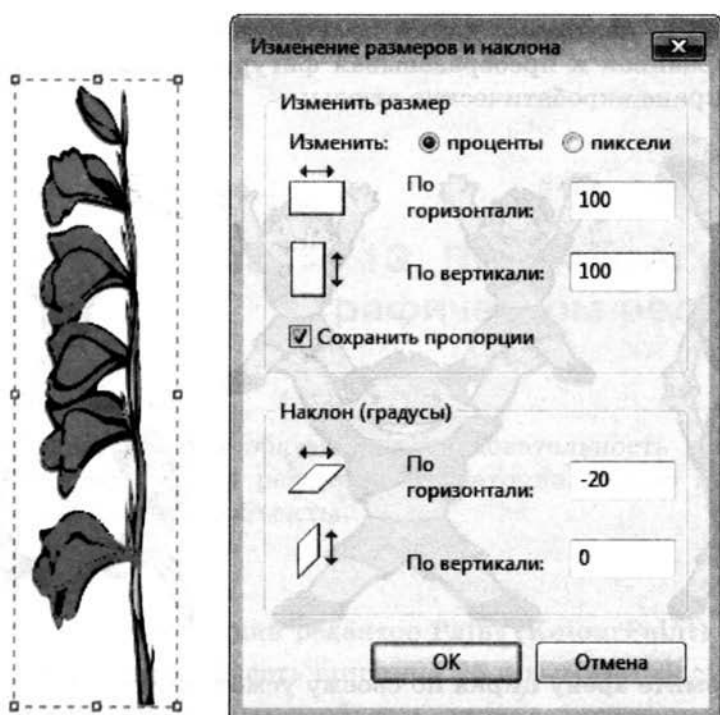 Изменение размеров и наклона
Изменить размер
Изменить:
проценты
пиксели
По
горизонтали:
100
По вертикали:
100
Сохранить пропорции
Наклон (градусы)
По
горизонтали:
-20
По вертикали:
0
ОК
Отмена